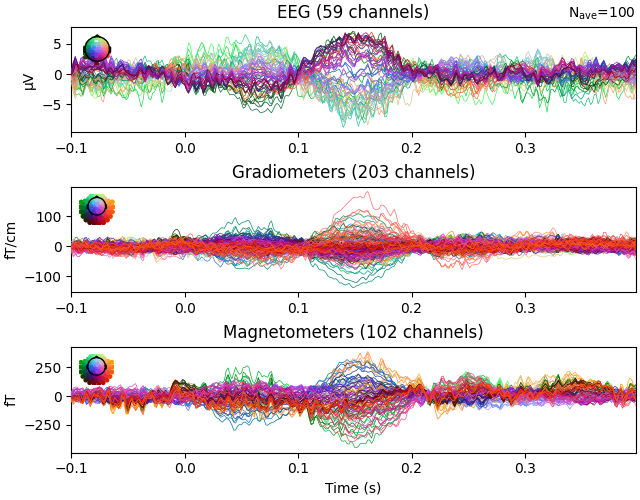 EEG (59 channels)
Nave=100
5
0
−5
µV
−0.1 0.0 0.1 0.2 0.3
Gradiometers (203 channels)
100
0
−100
fT/cm
−0.1 0.0 0.1 0.2 0.3
Magnetometers (102 channels)
250
0
−250
fT
−0.1 0.0 0.1 0.2 0.3
Time (s)